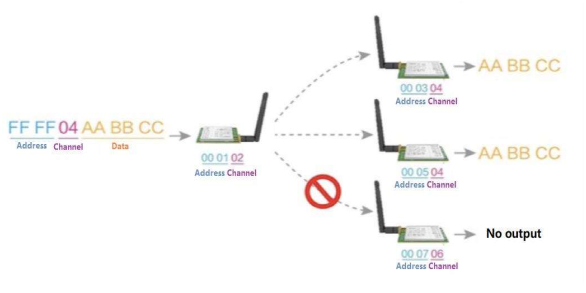 FF FF 04 AA BB CC
Address Channel Data
00 01 02
Address Channel
00 03 04
Address Channel
AA BB CC
00 05 04
Address Channel
AA BB CC
00 07 06
Address Channel
No output